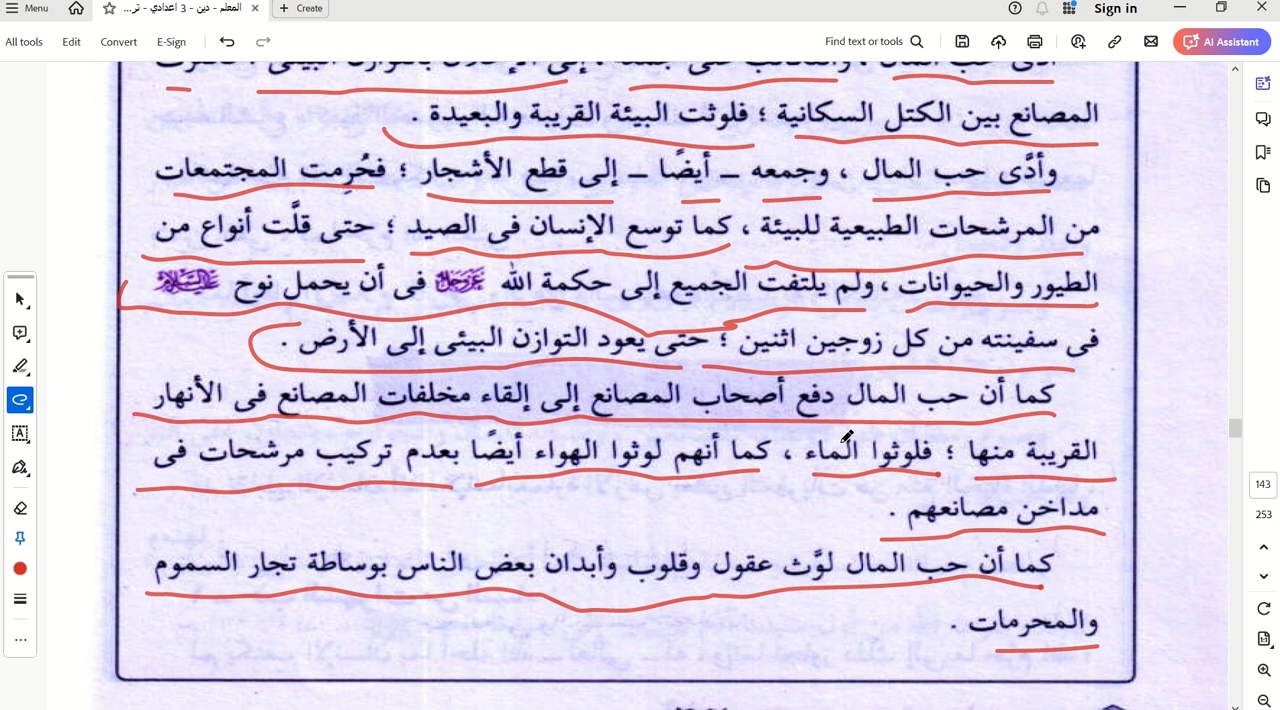 Menu
المعلم - دين - 3 اعدادي - تر...
Create
Sign in
All tools
Edit
Convert
E-Sign
Find text or tools
AI Assistant
أدى حب المال
المصانع بين الكتل السكانية ؛ فلوثت البيئة القريبة والبعيدة .
وأدَّى حب المال ، وجمعه ــ أيضًا ــ إلى قطع الأشجار ؛ فحُرِمت المجتمعات
من المرشحات الطبيعية للبيئة ، كما توسع الإنسان فى الصيد ؛ حتى قلَّت أنواع من
الطيور والحيوانات ، ولم يلتفت الجميع إلى حكمة الله عز وجل فى أن يحمل نوح عليه السلام
فى سفينته من كل زوجين اثنين ؛ حتى يعود التوازن البيئى إلى الأرض .
كما أن حب المال دفع أصحاب المصانع إلى إلقاء مخلفات المصانع فى الأنهار
القريبة منها ؛ فلوثوا الماء ، كما أنهم لوثوا الهواء أيضًا بعدم تركيب مرشحات فى
مداخن مصانعهم .
كما أن حب المال لوَّث عقول وقلوب وأبدان بعض الناس بوساطة تجار السموم
والمحرمات .
143
253